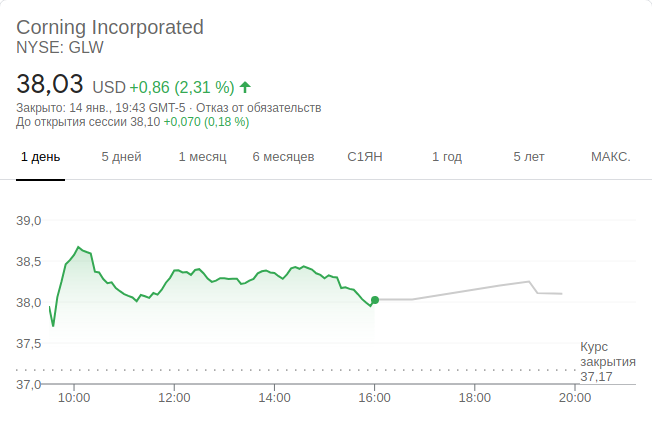 Corning Incorporated
NYSE: GLW
38,03 USD +0,86 (2,31 %)
Закрыто: 14 янв., 19:43 GMT-5 · Отказ от обязательств
До открытия сессии 38,10 +0,070 (0,18 %)
1 день 5 дней 1 месяц 6 месяцев С1ЯН 1 год 5 лет МАКС.
39,0
38,5
38,0
37,5
Курс
закрытия
37,17
37,0
10:00 12:00 14:00 16:00 18:00 20:00